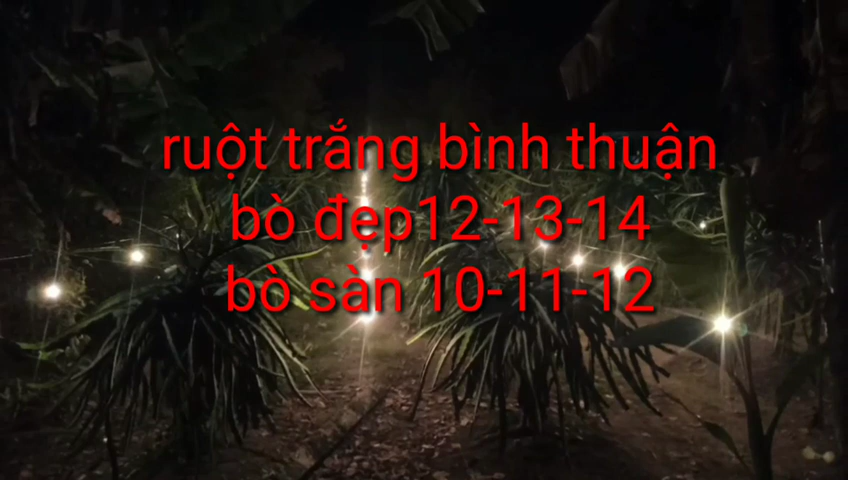 ruột trắng bình thuận
bò đẹp12-13-14
bò sàn 10-11-12